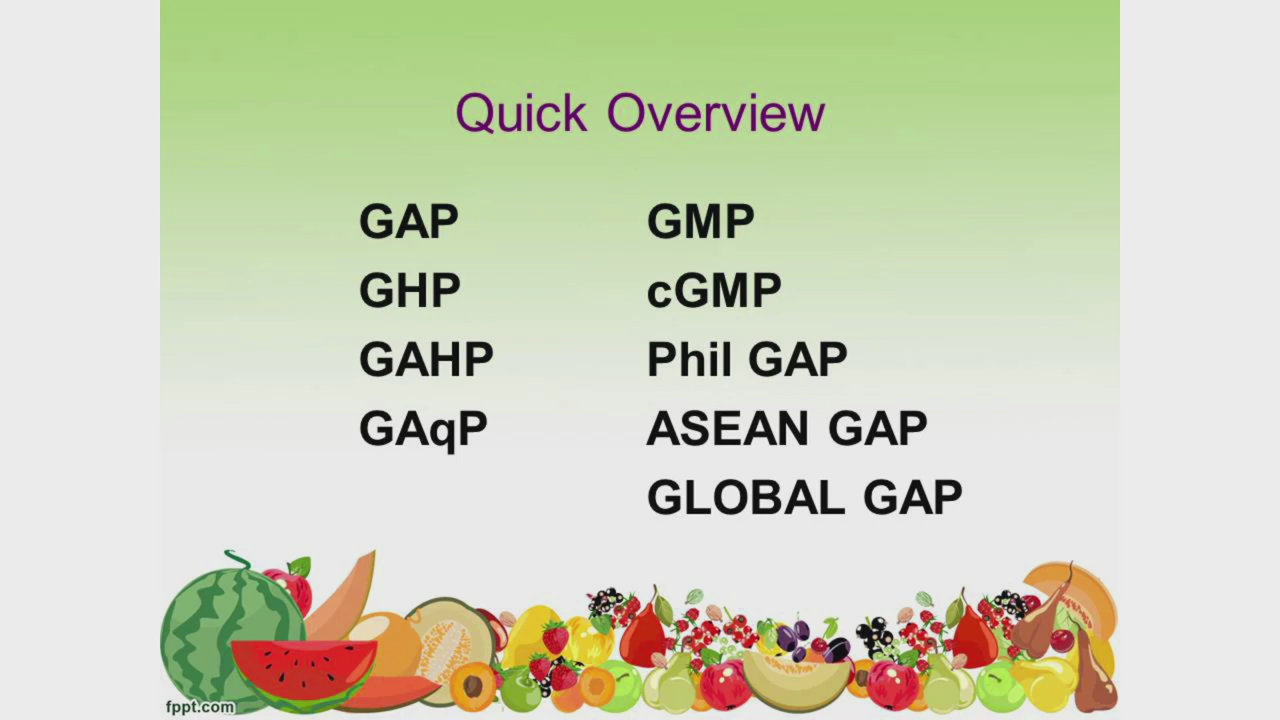 Quick Overview
GAP
GHP
GAHP
GAqP
GMP
cGMP
Phil GAP
ASEAN GAP
GLOBAL GAP
fppt.com